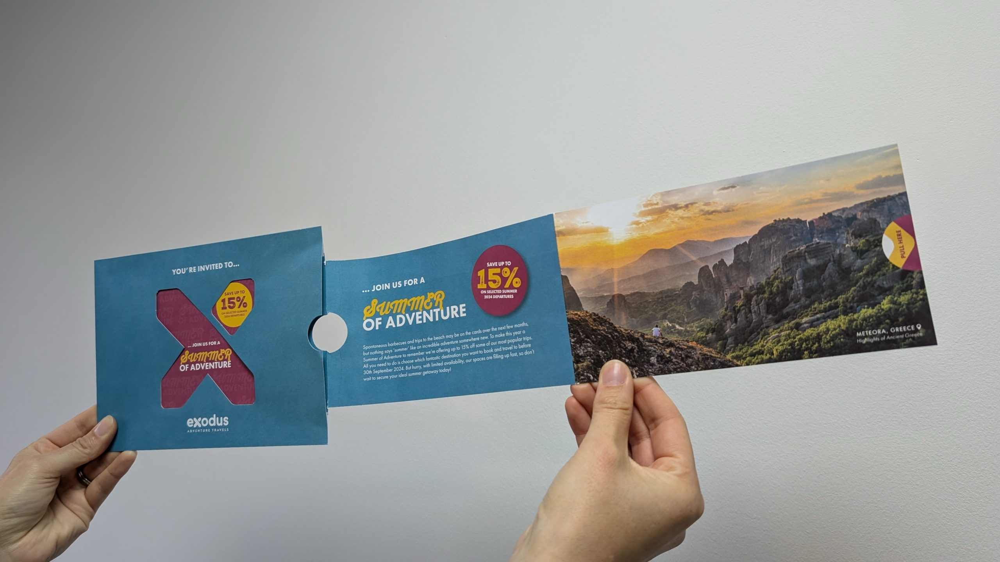 YOU'RE INVITED TO...
SAVE UP TO
15%
ON SELECTED SUMMER
2024 DEPARTURES
... JOIN US FOR A
SUMMER
OF ADVENTURE
exodus
ADVENTURE TRAVELS
... JOIN US FOR A
SUMMER
OF ADVENTURE
SAVE UP TO
15%
ON SELECTED SUMMER
2024 DEPARTURES
Spontaneous barbecues and trips to the beach may be on the cards over the next few months,
but nothing says 'summer' like an incredible adventure somewhere new. To make this year a
Summer of Adventure to remember we're offering up to 15% off some of our most popular trips.
All you need to do is choose which fantastic destination you want to book and travel to before
30th September 2024. But hurry, with limited availability, our spaces are filling up fast, so don't
wait to secure your ideal summer getaway today!
PULL HERE
METEORA, GREECE
Highlights of Ancient Greece